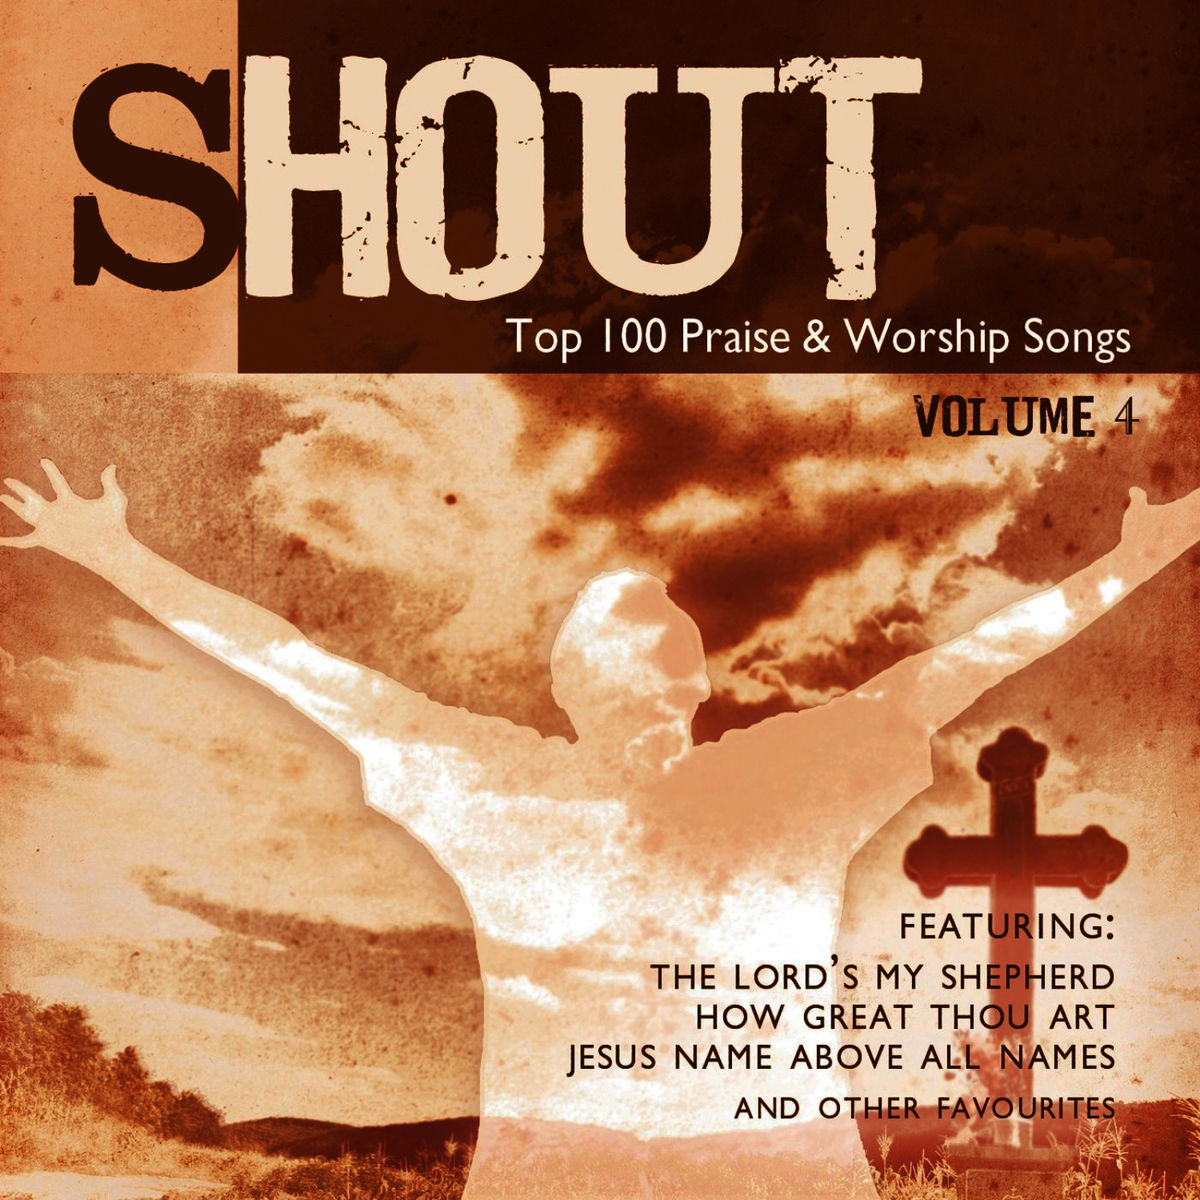 SHOUT
Top 100 Praise & Worship Songs
VOLUME 4
FEATURING:
THE LORD'S MY SHEPHERD
HOW GREAT THOU ART
JESUS NAME ABOVE ALL NAMES
AND OTHER FAVOURITES